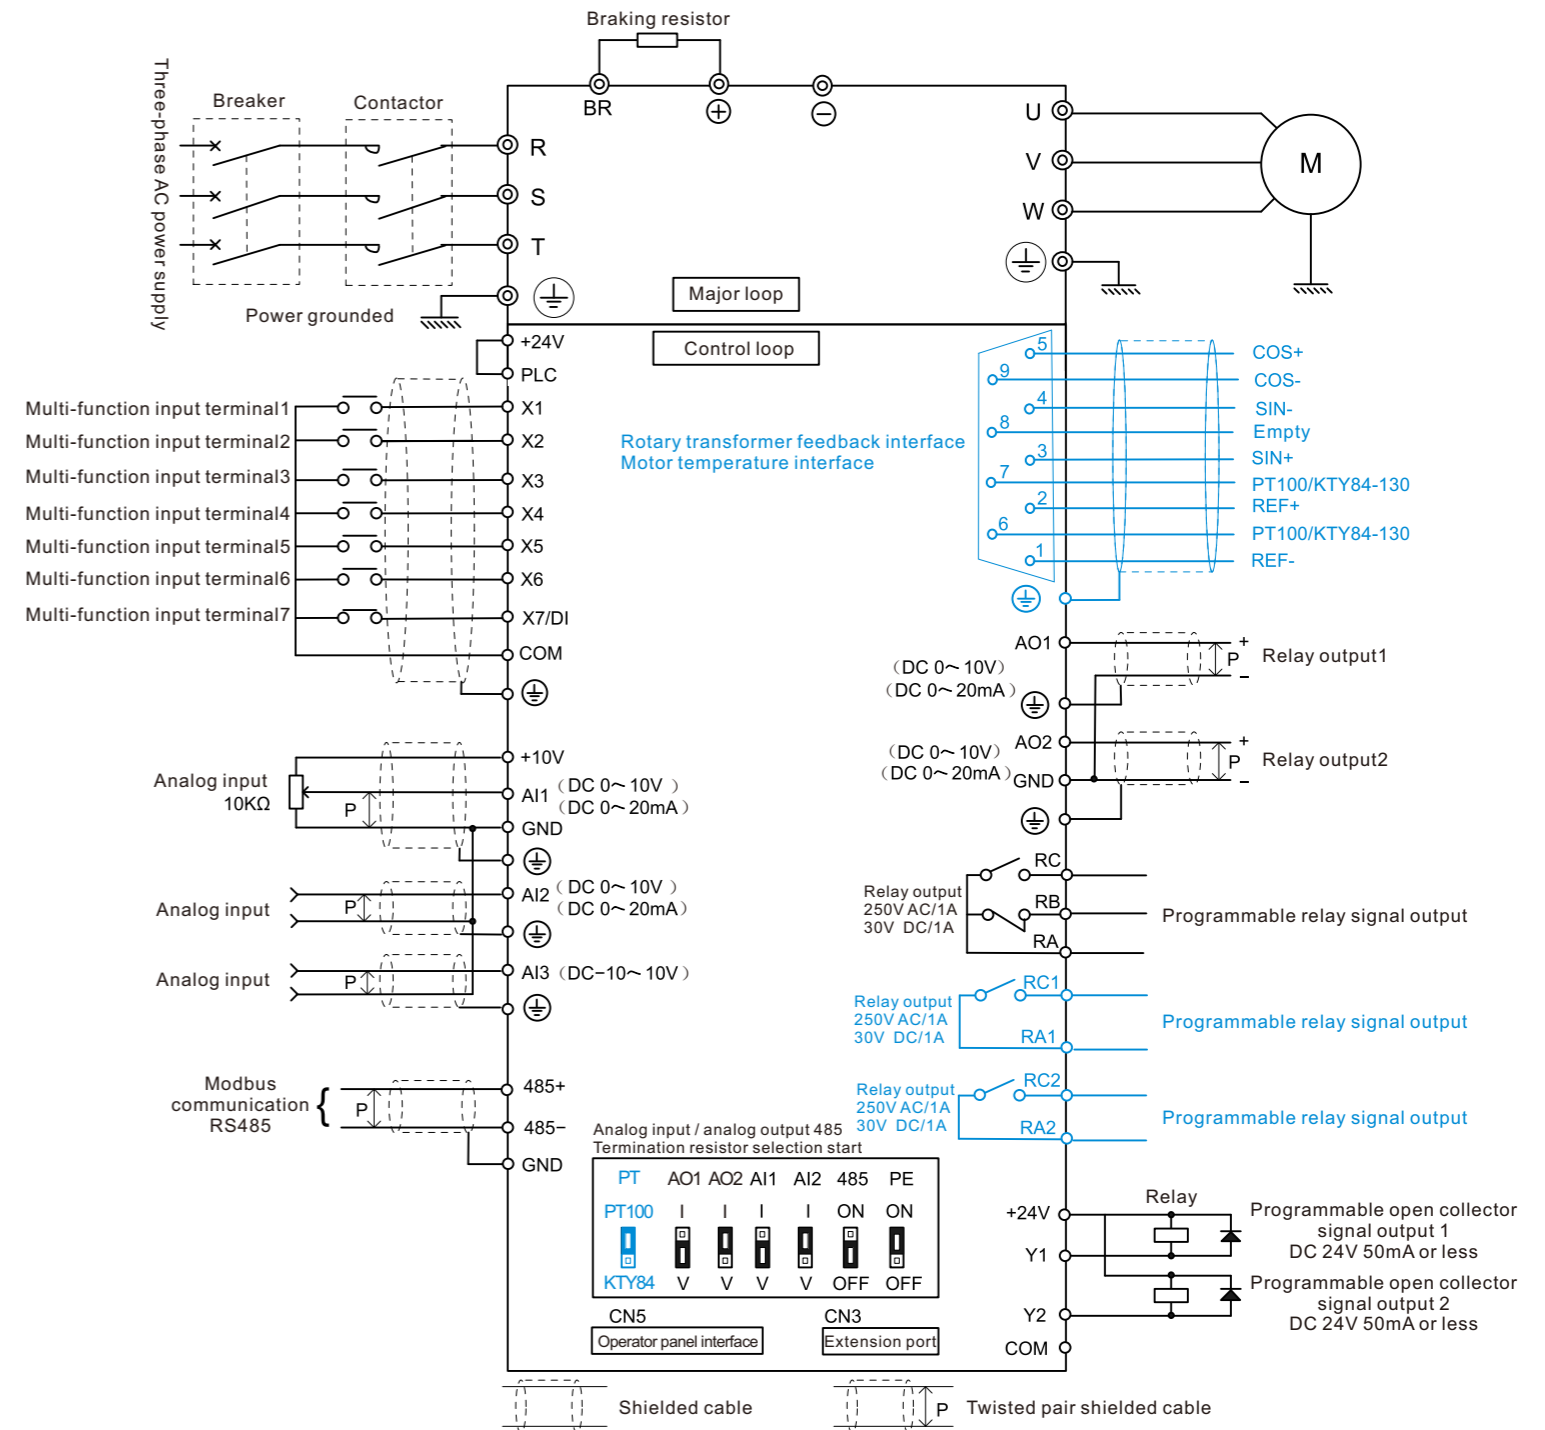 Braking resistor
BR
+
−
Three-phase AC power supply
Breaker
Contactor
R
S
T
Power grounded
U
V
W
M
Major loop
Control loop
+24V
PLC
Multi-function input terminal1
X1
Multi-function input terminal2
X2
Multi-function input terminal3
X3
Multi-function input terminal4
X4
Multi-function input terminal5
X5
Multi-function input terminal6
X6
Multi-function input terminal7
X7/DI
COM
Rotary transformer feedback interface
Motor temperature interface
5
COS+
9
COS-
4
SIN-
8
Empty
3
SIN+
7
PT100/KTY84-130
2
REF+
6
PT100/KTY84-130
1
REF-
AO1
(DC 0～10V)
(DC 0～20mA)
+
P
−
Relay output1
AO2
(DC 0～10V)
(DC 0～20mA)
GND
+
P
−
Relay output2
Analog input
10KΩ
P
+10V
AI1
(DC 0～10V)
(DC 0～20mA)
GND
Analog input
P
AI2
(DC 0～10V)
(DC 0～20mA)
Analog input
P
AI3
(DC−10～10V)
Relay output
250V AC/1A
30V DC/1A
RC
RB
RA
Programmable relay signal output
Relay output
250V AC/1A
30V DC/1A
RC1
RA1
Programmable relay signal output
Relay output
250V AC/1A
30V DC/1A
RC2
RA2
Programmable relay signal output
Modbus
communication
RS485
{
P
485+
485−
GND
Analog input / analog output 485
Termination resistor selection start
PT AO1 AO2 AI1 AI2 485 PE
PT100 I I I I ON ON
KTY84 V V V V OFF OFF
CN5
Operator panel interface
CN3
Extension port
+24V
Y1
Y2
COM
Relay
Programmable open collector
signal output 1
DC 24V 50mA or less
Programmable open collector
signal output 2
DC 24V 50mA or less
Shielded cable
P
Twisted pair shielded cable